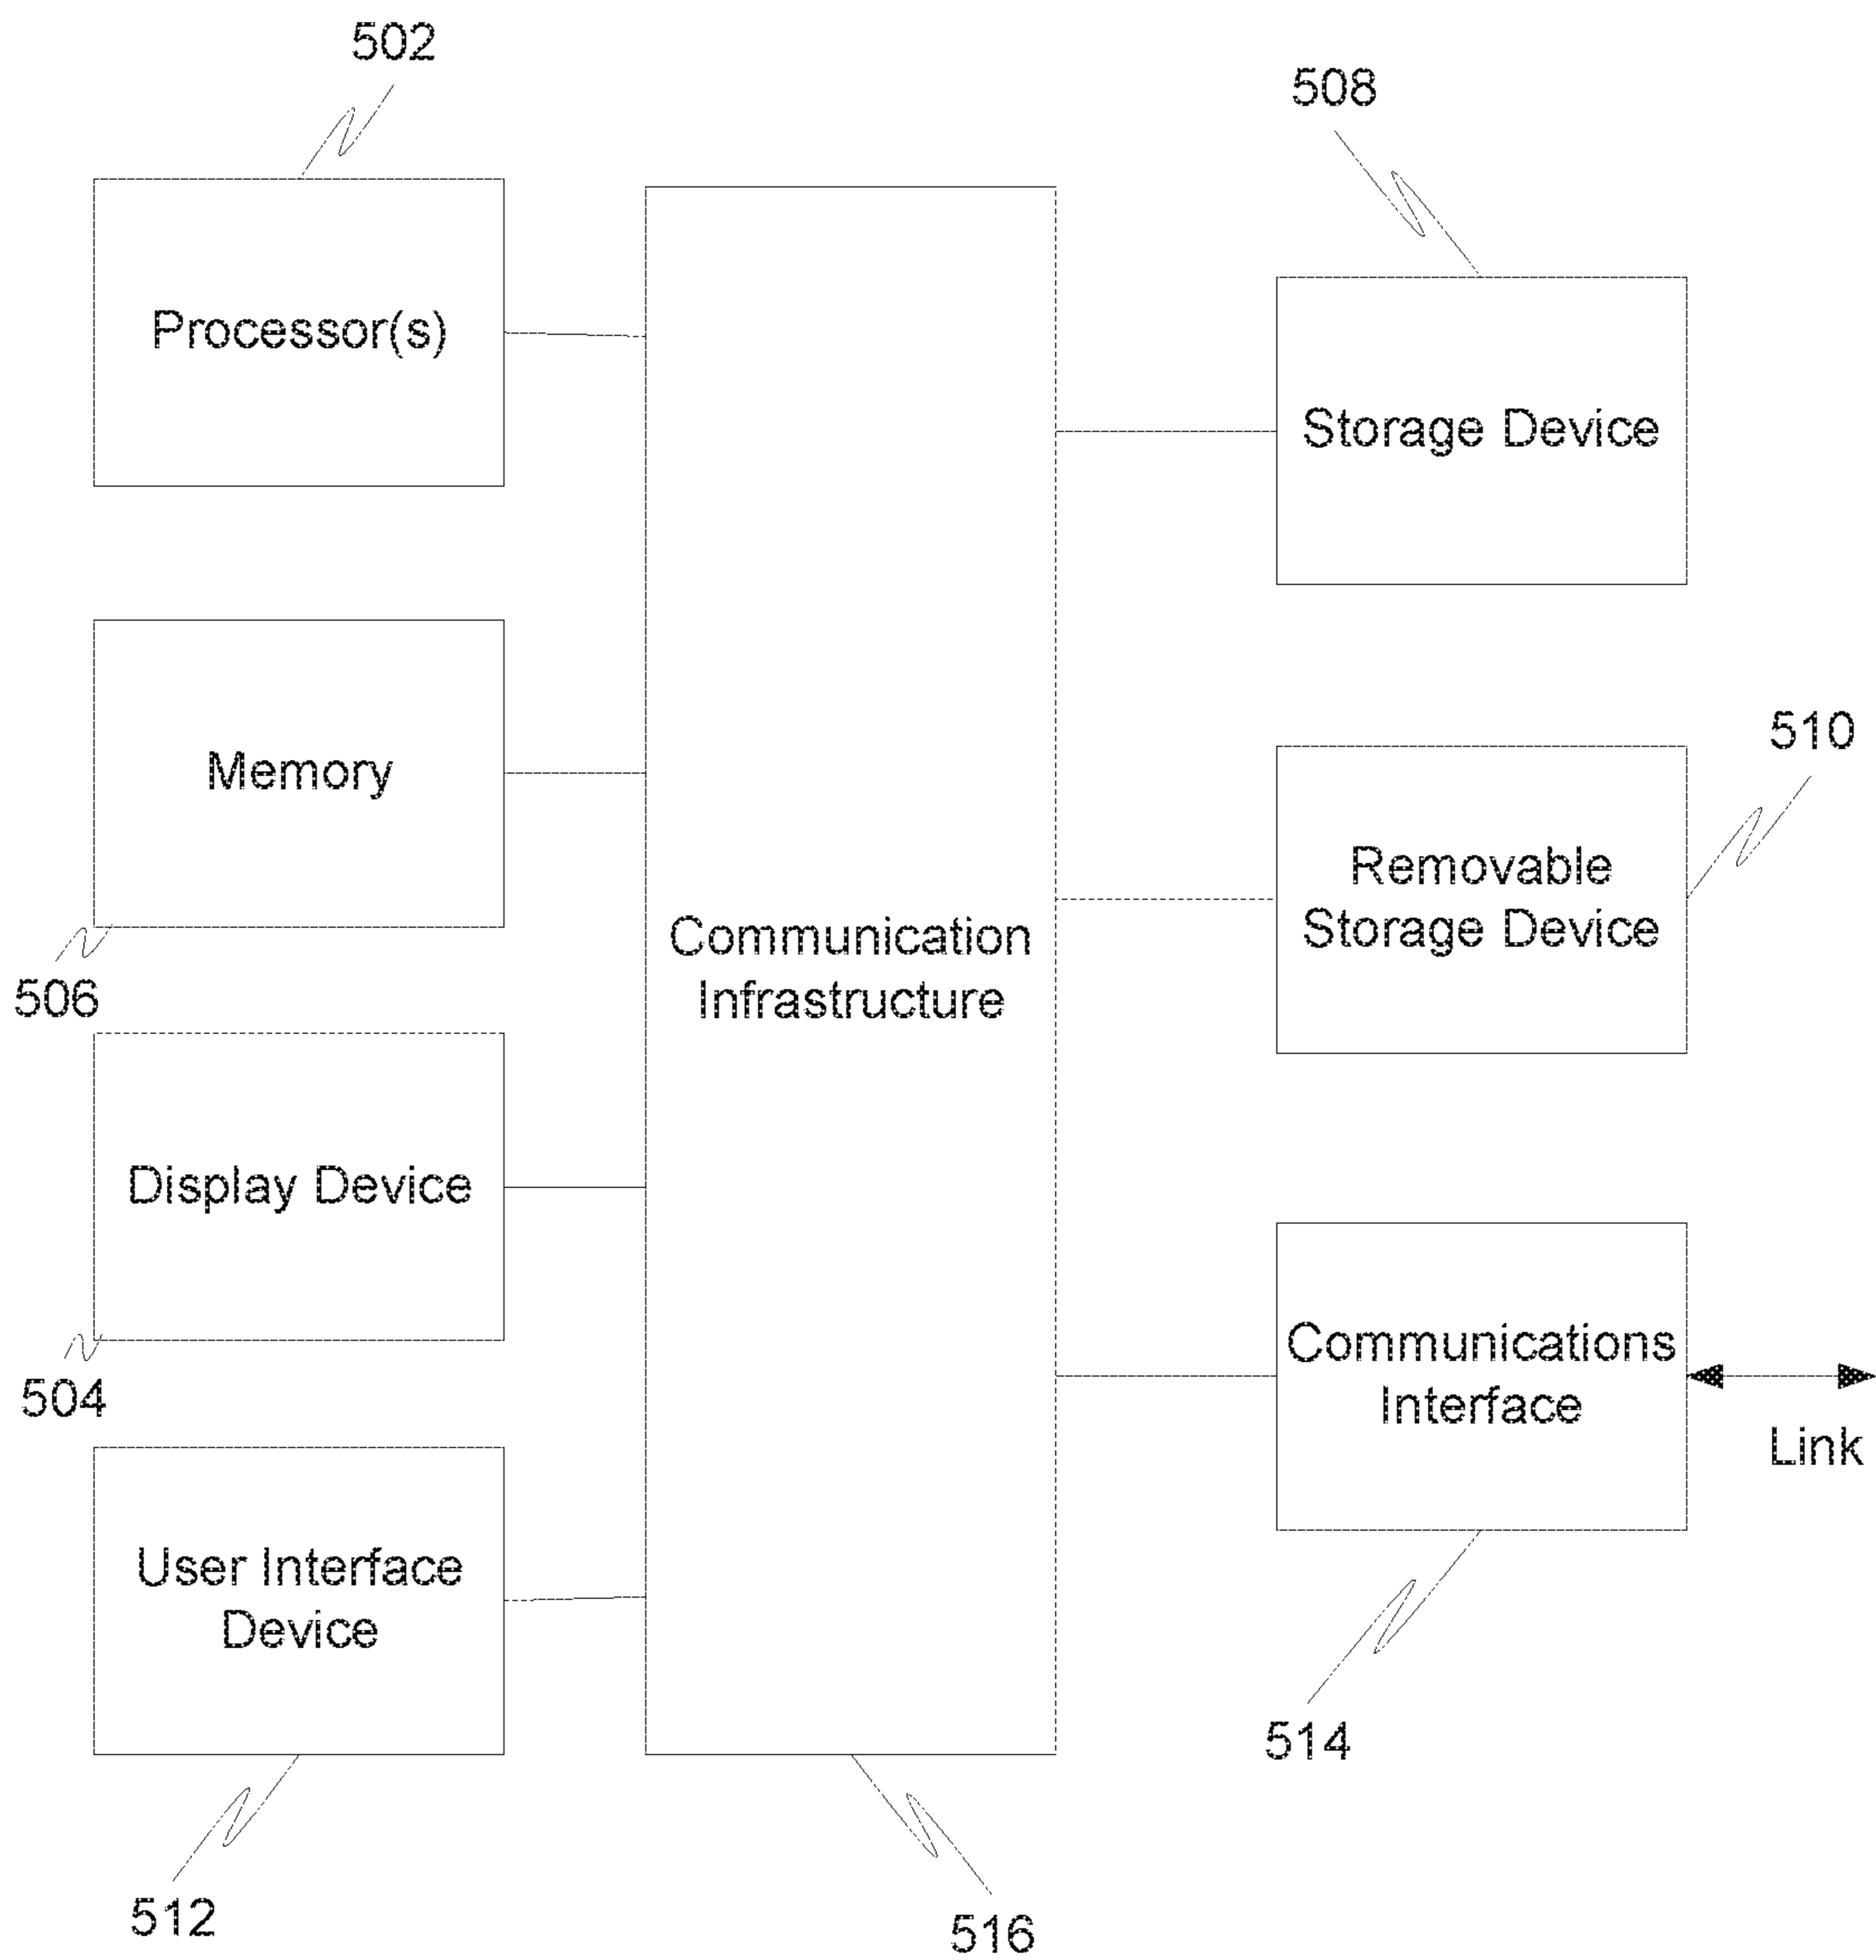 502
508
Processor(s)
Storage Device
510
Memory
Removable
Storage Device
506
Communication
Infrastructure
Display Device
504
Communications
Interface
Link
User Interface
Device
514
512
516